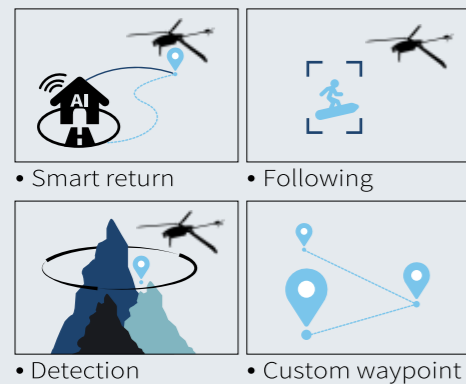 AI
• Smart return
• Following
• Detection
• Custom waypoint